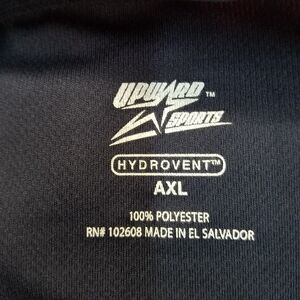 UPWARD™
SPORTS
HYDROVENT™
AXL
100% POLYESTER
RN# 102608 MADE IN EL SALVADOR